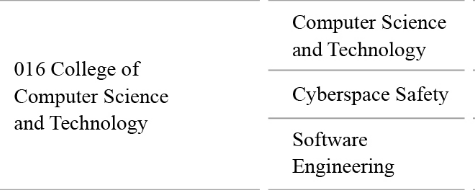 016 College of
Computer Science
and Technology
Computer Science
and Technology
Cyberspace Safety
Software
Engineering